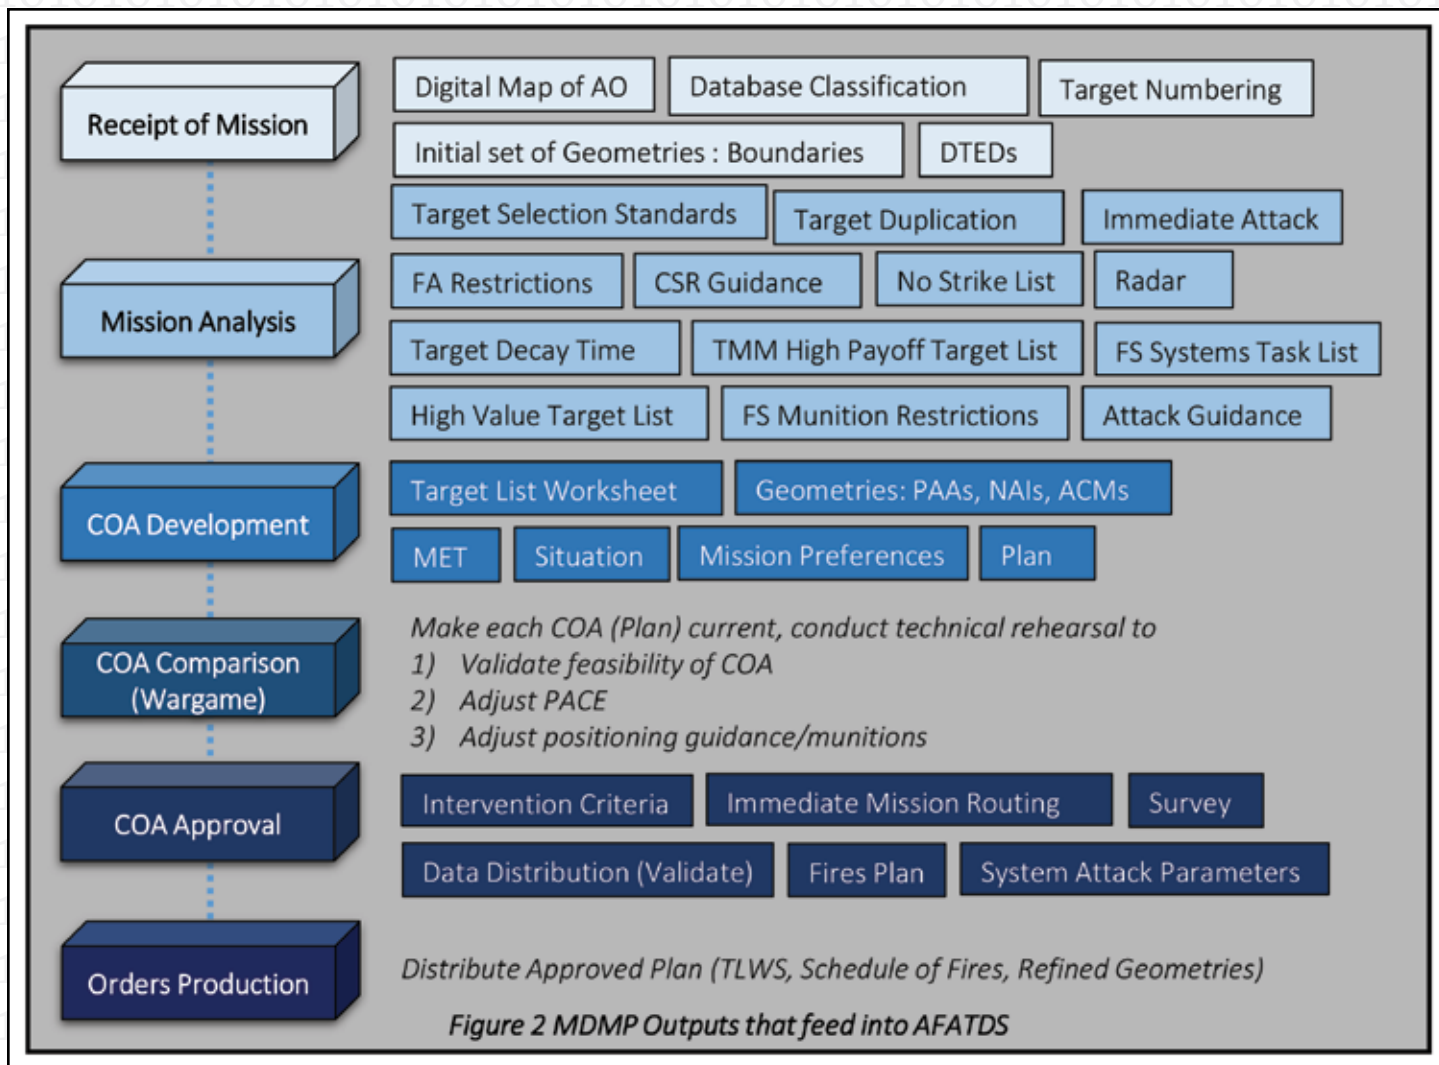 Receipt of Mission
Digital Map of AO
Database Classification
Target Numbering
Initial set of Geometries : Boundaries
DTEDs
Mission Analysis
Target Selection Standards
Target Duplication
Immediate Attack
FA Restrictions
CSR Guidance
No Strike List
Radar
Target Decay Time
TMM High Payoff Target List
FS Systems Task List
High Value Target List
FS Munition Restrictions
Attack Guidance
COA Development
Target List Worksheet
Geometries: PAAs, NAIs, ACMs
MET
Situation
Mission Preferences
Plan
COA Comparison
(Wargame)
Make each COA (Plan) current, conduct technical rehearsal to
1) Validate feasibility of COA
2) Adjust PACE
3) Adjust positioning guidance/munitions
COA Approval
Intervention Criteria
Immediate Mission Routing
Survey
Data Distribution (Validate)
Fires Plan
System Attack Parameters
Orders Production
Distribute Approved Plan (TLWS, Schedule of Fires, Refined Geometries)
Figure 2 MDMP Outputs that feed into AFATDS